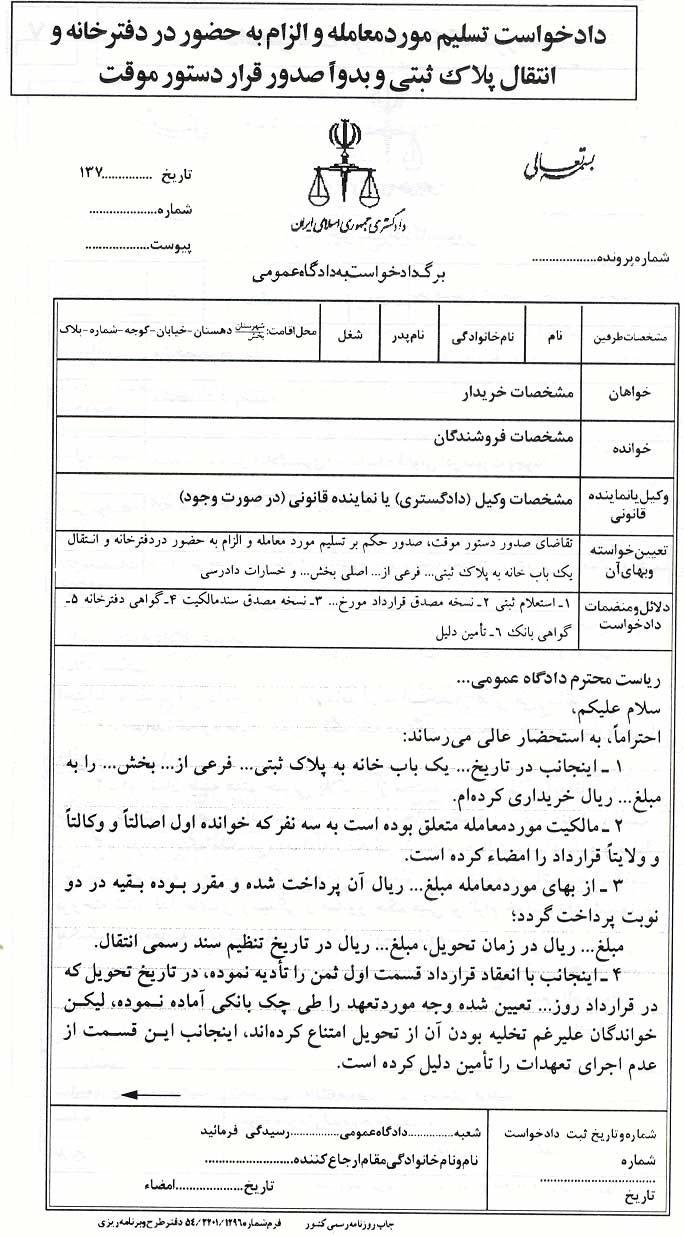 دادخواست تسلیم موردمعامله و الزام به حضور در دفترخانه و
انتقال پلاک ثبتی و بدواً صدور قرار دستور موقت
بسمه تعالی
تاریخ .............. ۱۳۷
شماره...................
پیوست..................
دادگستری جمهوری اسلامی ایران
شماره پرونده..................
برگ دادخواست به دادگاه عمومی
مشخصات طرفین
نام
نام خانوادگی
نام پدر
شغل
محل اقامت: شهرستان بخش دهستان-خیابان-کوچه-شماره-پلاک
خواهان
مشخصات خریدار
خوانده
مشخصات فروشندگان
وکیل یا نماینده قانونی
مشخصات وکیل (دادگستری) یا نماینده قانونی (در صورت وجود)
تعیین خواسته وبهای آن
تقاضای صدور دستور موقت، صدور حکم بر تسلیم مورد معامله و الزام به حضور دردفترخانه و انتقال
یک باب خانه به پلاک ثبتی... فرعی از... اصلی بخش... و خسارات دادرسی
دلائل ومنضمات دادخواست
۱ـ استعلام ثبتی ۲ـ نسخه مصدق قرارداد مورخ... ۳ـ نسخه مصدق سندمالکیت ۴ـ گواهی دفترخانه ۵ـ
گواهی بانک ۶ـ تأمین دلیل
ریاست محترم دادگاه عمومی...
سلام علیکم،
احتراماً، به استحضار عالی می‌رساند:
۱ ـ اینجانب در تاریخ... یک باب خانه به پلاک ثبتی... فرعی از... بخش... را به
مبلغ... ریال خریداری کرده‌ام.
۲ ـ مالکیت موردمعامله متعلق بوده است به سه نفر که خوانده اول اصالتاً و وکالتاً
و ولایتاً قرارداد را امضاء کرده است.
۳ ـ از بهای موردمعامله مبلغ... ریال آن پرداخت شده و مقرر بوده بقیه در دو
نوبت پرداخت گردد؛
مبلغ... ریال در زمان تحویل، مبلغ... ریال در تاریخ تنظیم سند رسمی انتقال.
۴ ـ اینجانب با انعقاد قرارداد قسمت اول ثمن را تأدیه نموده، در تاریخ تحویل که
در قرارداد روز... تعیین شده وجه موردتعهد را طی چک بانکی آماده نموده، لیکن
خواندگان علیرغم تخلیه بودن آن از تحویل امتناع کرده‌اند، اینجانب این قسمت از
عدم اجرای تعهدات را تأمین دلیل کرده است.
شماره وتاریخ ثبت دادخواست
شماره
..........................
تاریخ
شعبه.............دادگاه عمومی..............رسیدگی فرمائید
نام ونام خانوادگی مقام ارجاع کننده.........................
تاریخ...................امضاء
چاپ روزنامه رسمی کشور فرم شماره ۵۴/۲۲۰۱/۱۲۹۶ دفتر طرح و برنامه ریزی